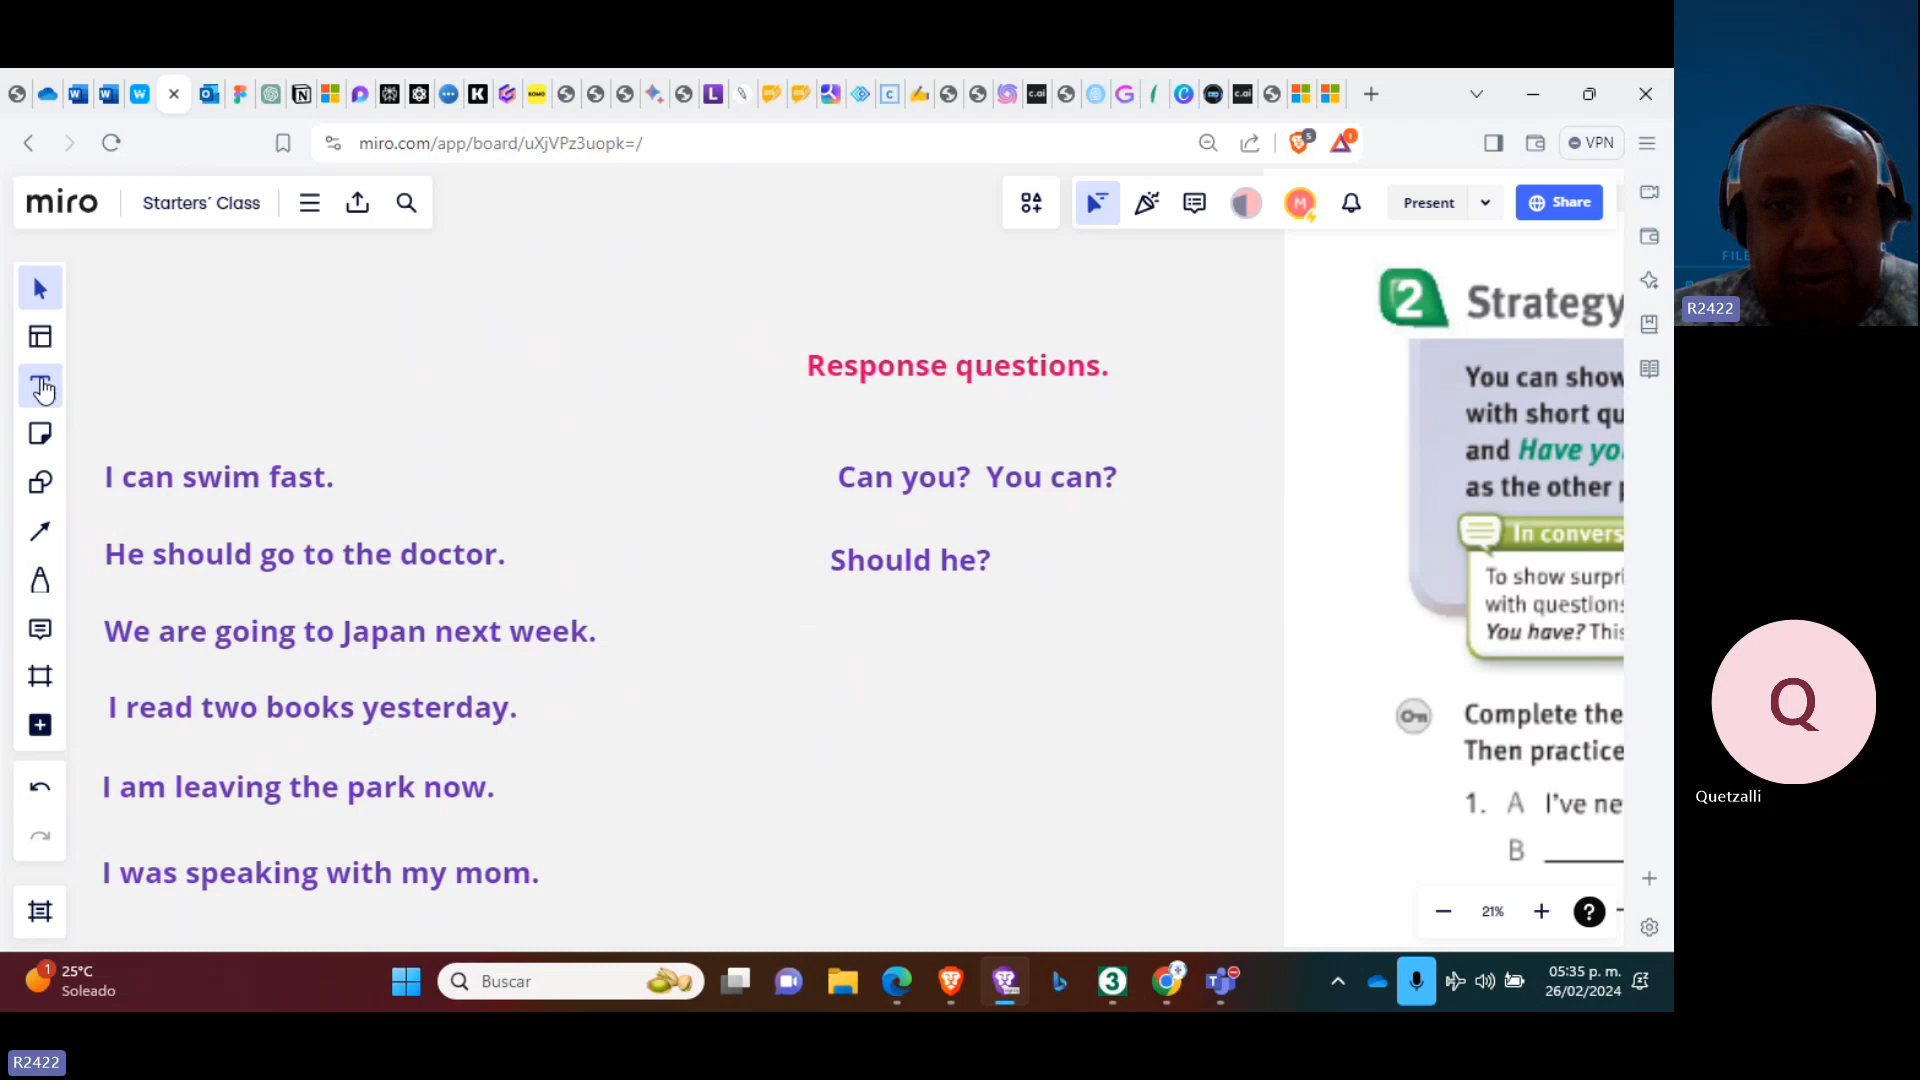 miro.com/app/board/uXjVPz3uopk=/
VPN
miro
Starters´ Class
Present
Share
M
Response questions.
I can swim fast.
Can you?  You can?
He should go to the doctor.
Should he?
We are going to Japan next week.
I read two books yesterday.
I am leaving the park now.
I was speaking with my mom.
2 Strategy
You can show
with short qu
and Have yo
as the other
In convers
To show surpri
with questions
You have? This
Complete the
Then practice
1. A I've ne
B
21%
25°C
Soleado
Buscar
05:35 p. m.
26/02/2024
FILE
R2422
Q
Quetzalli
R2422